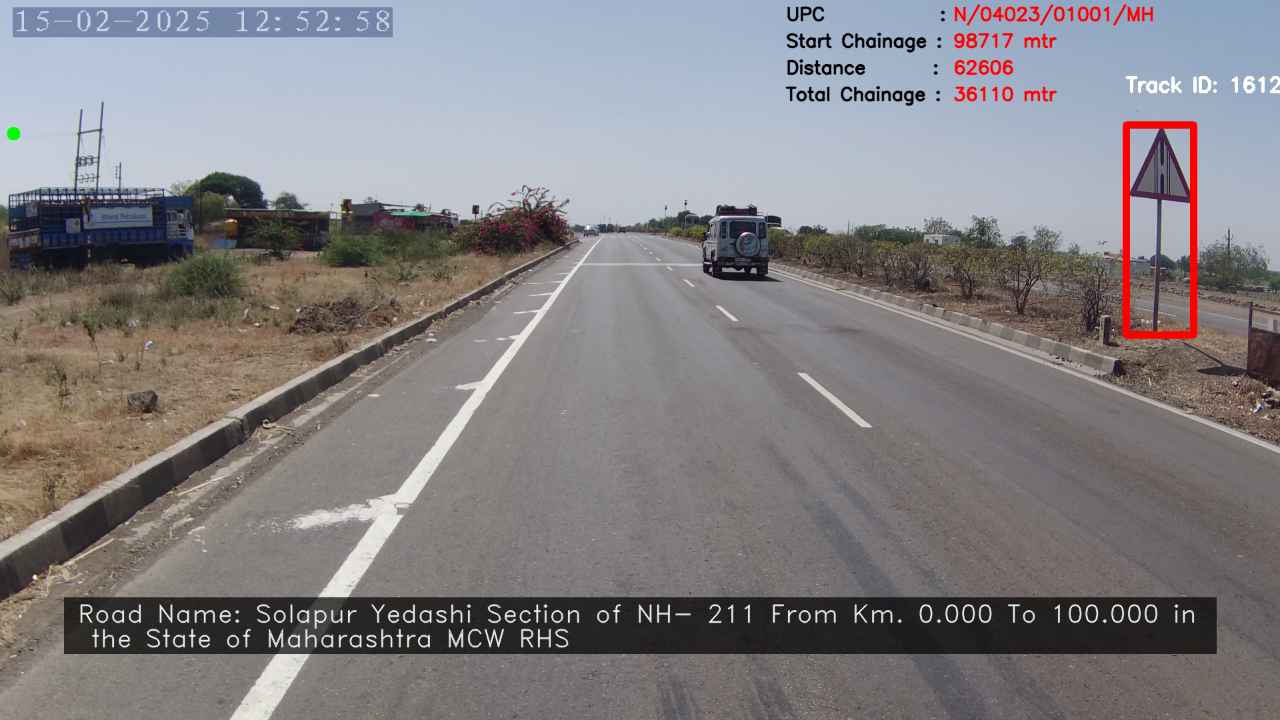 15-02-2025 12:52:58
UPC : N/04023/01001/MH
Start Chainage : 98717 mtr
Distance : 62606
Total Chainage : 36110 mtr
Track ID: 1612
Bharat Petroleum
Road Name: Solapur Yedashi Section of NH- 211 From Km. 0.000 To 100.000 in
the State of Maharashtra MCW RHS